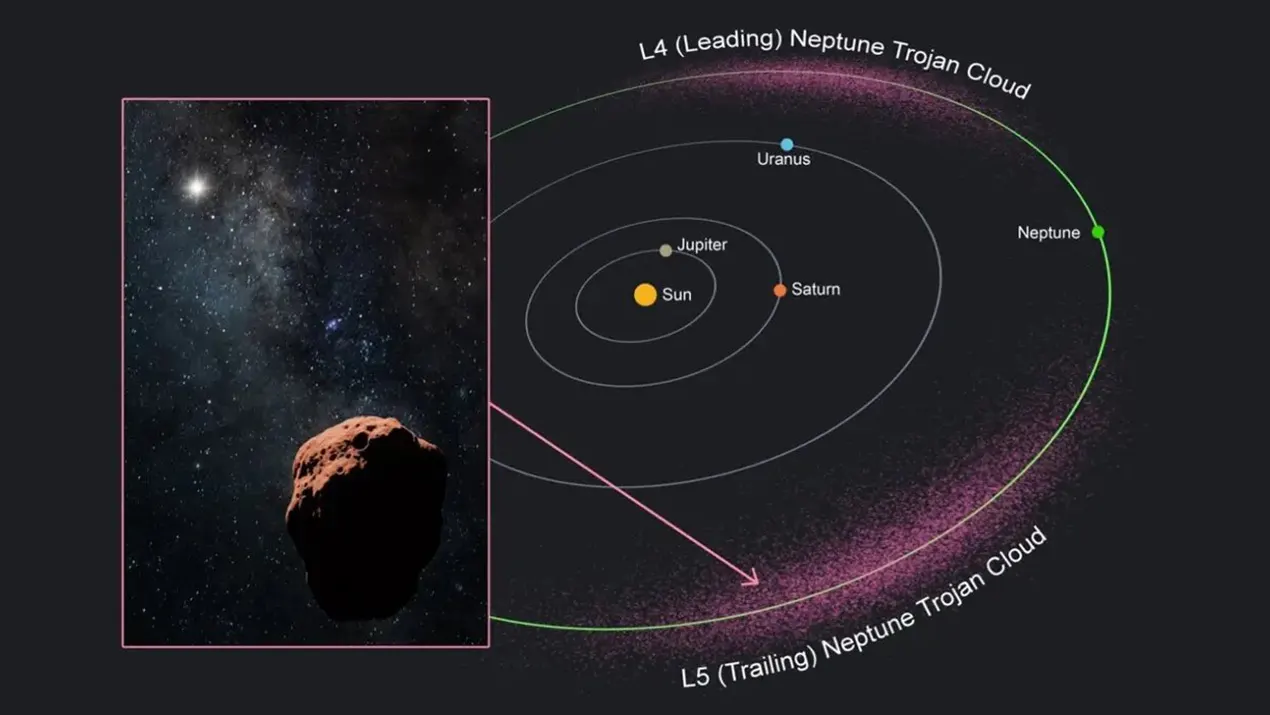 L4 (Leading) Neptune Trojan Cloud
Uranus
Neptune
Jupiter
Sun
Saturn
L5 (Trailing) Neptune Trojan Cloud